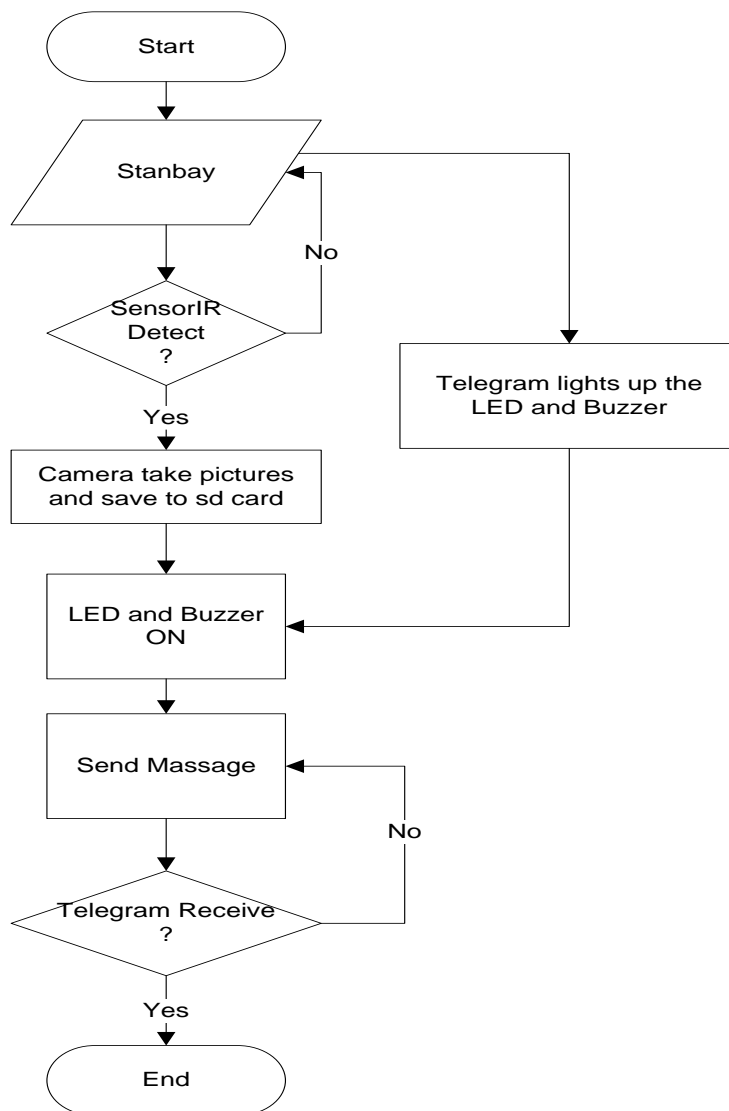 Start
Stanbay
No
SensorIR
Detect
?
Telegram lights up the
LED and Buzzer
Yes
Camera take pictures
and save to sd card
LED and Buzzer
ON
Send Massage
No
Telegram Receive
?
Yes
End